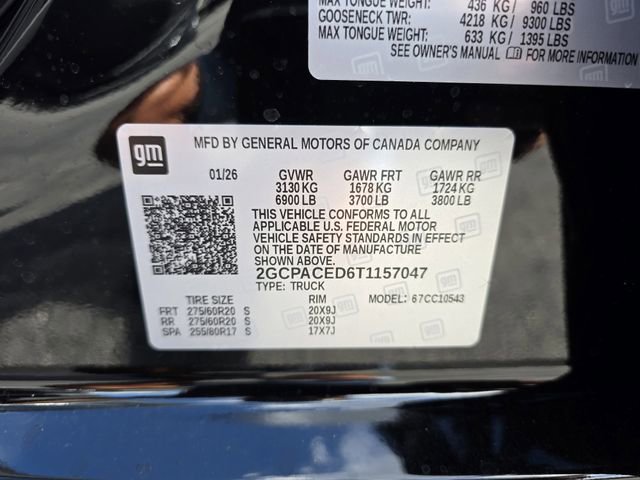 MAX TONGUE WEIGHT: 436 KG / 960 LBS
GOOSENECK TWR: 4218 KG / 9300 LBS
MAX TONGUE WEIGHT: 633 KG / 1395 LBS
SEE OWNER'S MANUAL FOR MORE INFORMATION
gm MFD BY GENERAL MOTORS OF CANADA COMPANY
01/26 GVWR GAWR FRT GAWR RR
3130 KG 1678 KG 1724 KG
6900 LB 3700 LB 3800 LB
THIS VEHICLE CONFORMS TO ALL
APPLICABLE U.S. FEDERAL MOTOR
VEHICLE SAFETY STANDARDS IN EFFECT
ON THE DATE OF MANUFACTURE
SHOWN ABOVE.
2GCPACED6T1157047
TYPE: TRUCK
TIRE SIZE RIM MODEL: 67CC10543
FRT 275/60R20 S 20X9J
RR 275/60R20 S 20X9J
SPA 255/80R17 S 17X7J